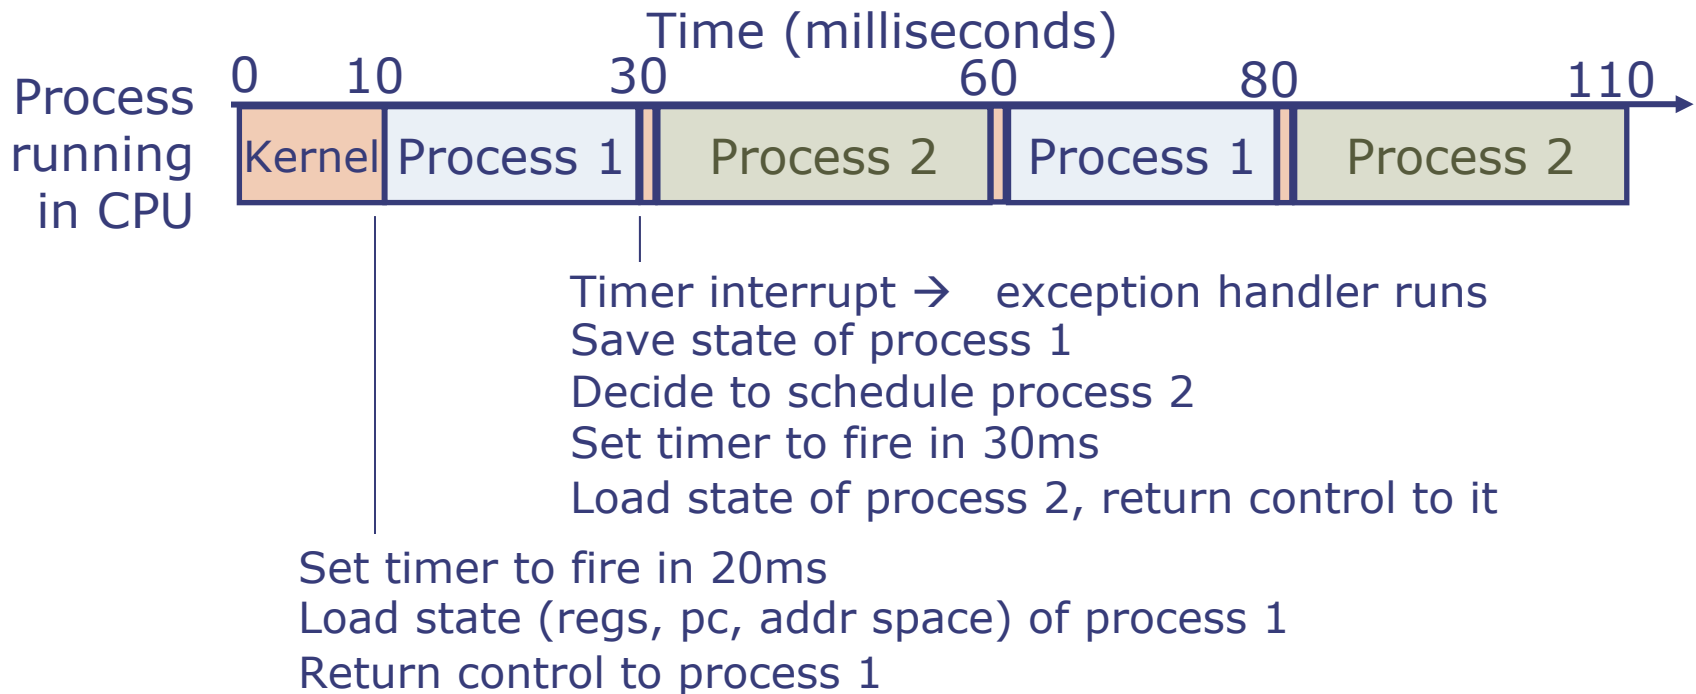 Time (milliseconds)
0 10 30 60 80 110
Process
running
in CPU
Kernel Process 1 Process 2 Process 1 Process 2
Timer interrupt → exception handler runs
Save state of process 1
Decide to schedule process 2
Set timer to fire in 30ms
Load state of process 2, return control to it
Set timer to fire in 20ms
Load state (regs, pc, addr space) of process 1
Return control to process 1